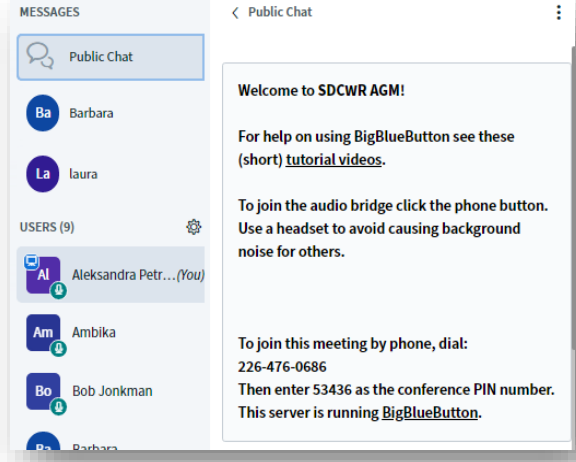 MESSAGES
Public Chat
Ba
Barbara
La
laura
USERS (9)
Al
Aleksandra Petr...(You)
Am
Ambika
Bo
Bob Jonkman
Ba
Barbara
Public Chat
Welcome to SDCWR AGM!
For help on using BigBlueButton see these
(short) tutorial videos.
To join the audio bridge click the phone button.
Use a headset to avoid causing background
noise for others.
To join this meeting by phone, dial:
226-476-0686
Then enter 53436 as the conference PIN number.
This server is running BigBlueButton.